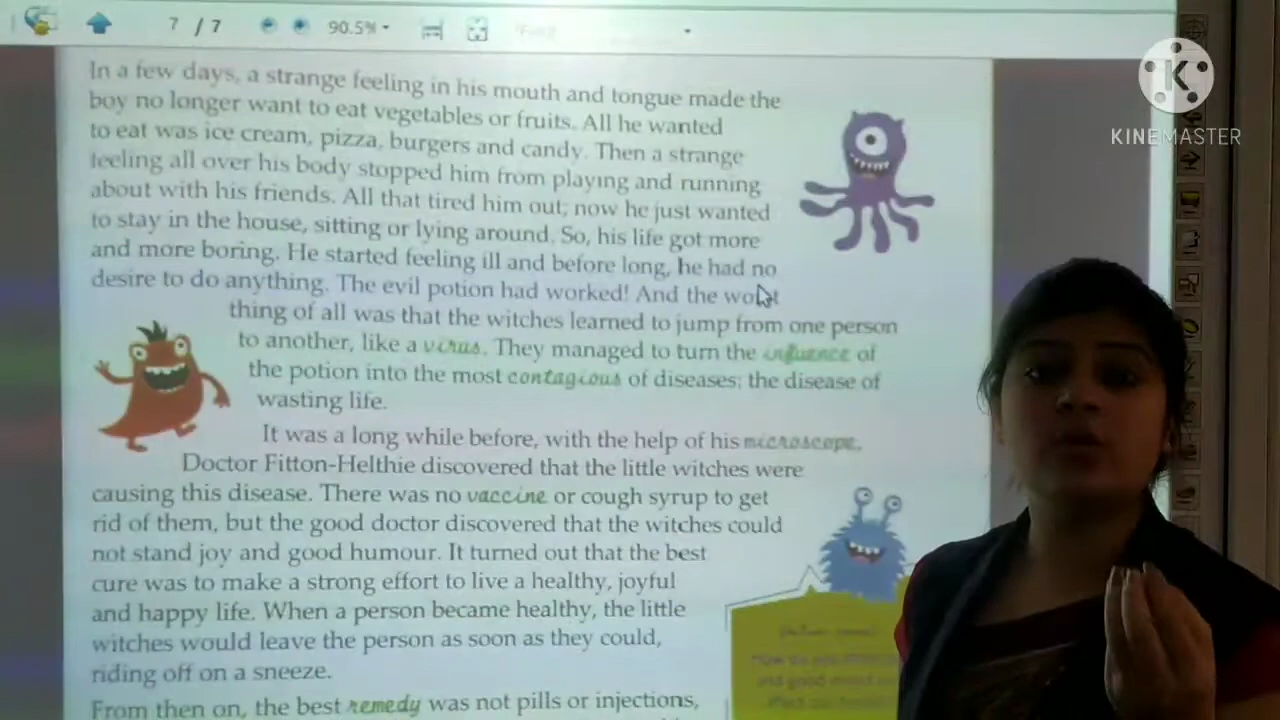 7 / 7
90.5%
KINEMASTER
In a few days, a strange feeling in his mouth and tongue made the
boy no longer want to eat vegetables or fruits. All he wanted
to eat was ice cream, pizza, burgers and candy. Then a strange
feeling all over his body stopped him from playing and running
about with his friends. All that tired him out; now he just wanted
to stay in the house, sitting or lying around. So, his life got more
and more boring. He started feeling ill and before long, he had no
desire to do anything. The evil potion had worked! And the worst
thing of all was that the witches learned to jump from one person
to another, like a virus. They managed to turn the influence of
the potion into the most contagious of diseases; the disease of
wasting life.
It was a long while before, with the help of his microscope,
Doctor Fitton-Helthie discovered that the little witches were
causing this disease. There was no vaccine or cough syrup to get
rid of them, but the good doctor discovered that the witches could
not stand joy and good humour. It turned out that the best
cure was to make a strong effort to live a healthy, joyful
and happy life. When a person became healthy, the little
witches would leave the person as soon as they could,
riding off on a sneeze.
From then on, the best remedy was not pills or injections,